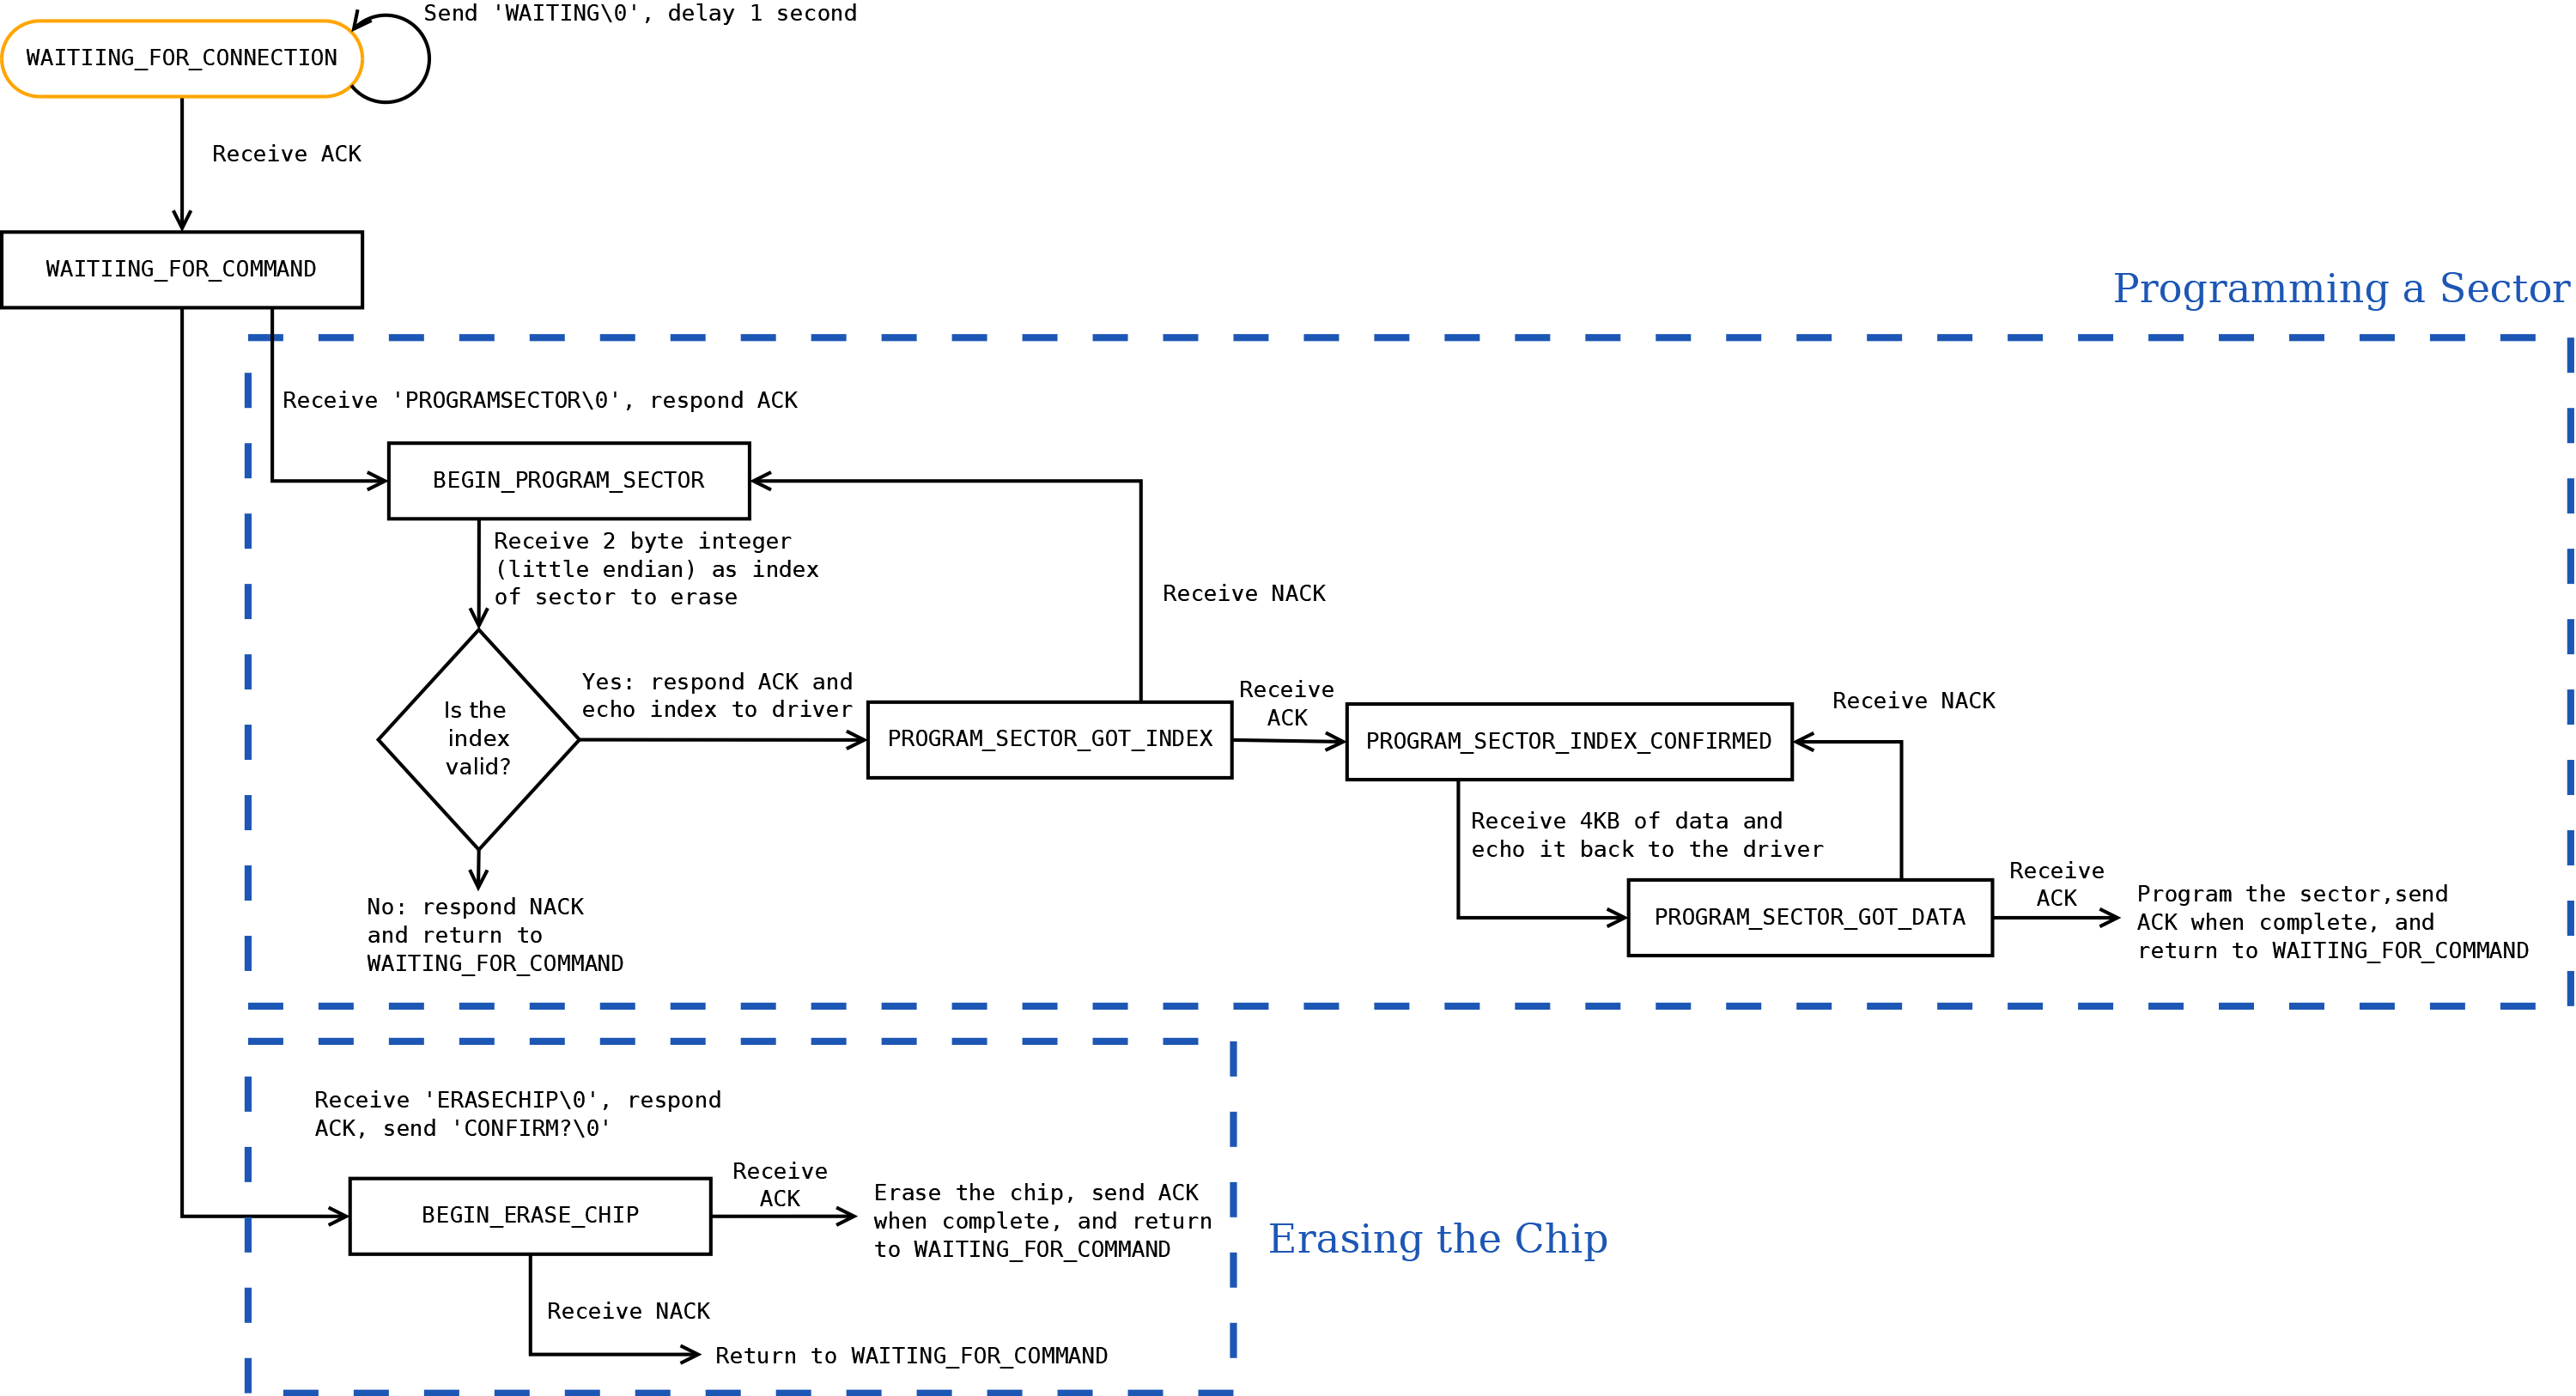 Send 'WAITING\0', delay 1 second
WAITIING_FOR_CONNECTION
Receive ACK
WAITIING_FOR_COMMAND
Programming a Sector
Receive 'PROGRAMSECTOR\0', respond ACK
BEGIN_PROGRAM_SECTOR
Receive 2 byte integer
(little endian) as index
of sector to erase
Receive NACK
Is the
index
valid?
Yes: respond ACK and
echo index to driver
PROGRAM_SECTOR_GOT_INDEX
Receive
ACK
PROGRAM_SECTOR_INDEX_CONFIRMED
Receive NACK
Receive 4KB of data and
echo it back to the driver
PROGRAM_SECTOR_GOT_DATA
Receive
ACK
Program the sector,send
ACK when complete, and
return to WAITING_FOR_COMMAND
No: respond NACK
and return to
WAITING_FOR_COMMAND
Receive 'ERASECHIP\0', respond
ACK, send 'CONFIRM?\0'
BEGIN_ERASE_CHIP
Receive
ACK
Erase the chip, send ACK
when complete, and return
to WAITING_FOR_COMMAND
Erasing the Chip
Receive NACK
Return to WAITING_FOR_COMMAND